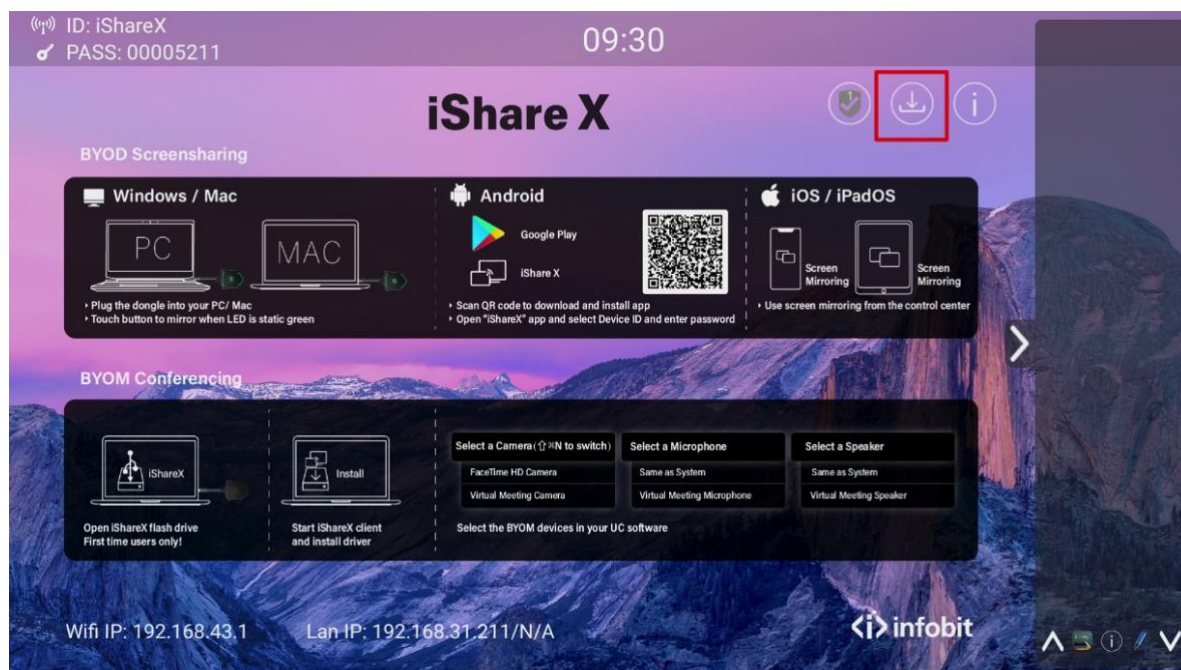 ID: iShareX
PASS: 00005211
09:30
iShare X
BYOD Screensharing
Windows / Mac
PC
MAC
‣ Plug the dongle into your PC/ Mac
‣ Touch button to mirror when LED is static green
Android
Google Play
iShare X
‣ Scan QR code to download and install app
‣ Open "iShareX" app and select Device ID and enter password
iOS / iPadOS
Screen
Mirroring
Screen
Mirroring
‣ Use screen mirroring from the control center
BYOM Conferencing
iShareX
Open iShareX flash drive
First time users only!
Install
Start iShareX client
and install driver
Select a Camera(⇧⌘N to switch)
FaceTime HD Camera
Virtual Meeting Camera
Select a Microphone
Same as System
Virtual Meeting Microphone
Select a Speaker
Same as System
Virtual Meeting Speaker
Select the BYOM devices in your UC software
Wifi IP: 192.168.43.1
Lan IP: 192.168.31.211/N/A
<i> infobit